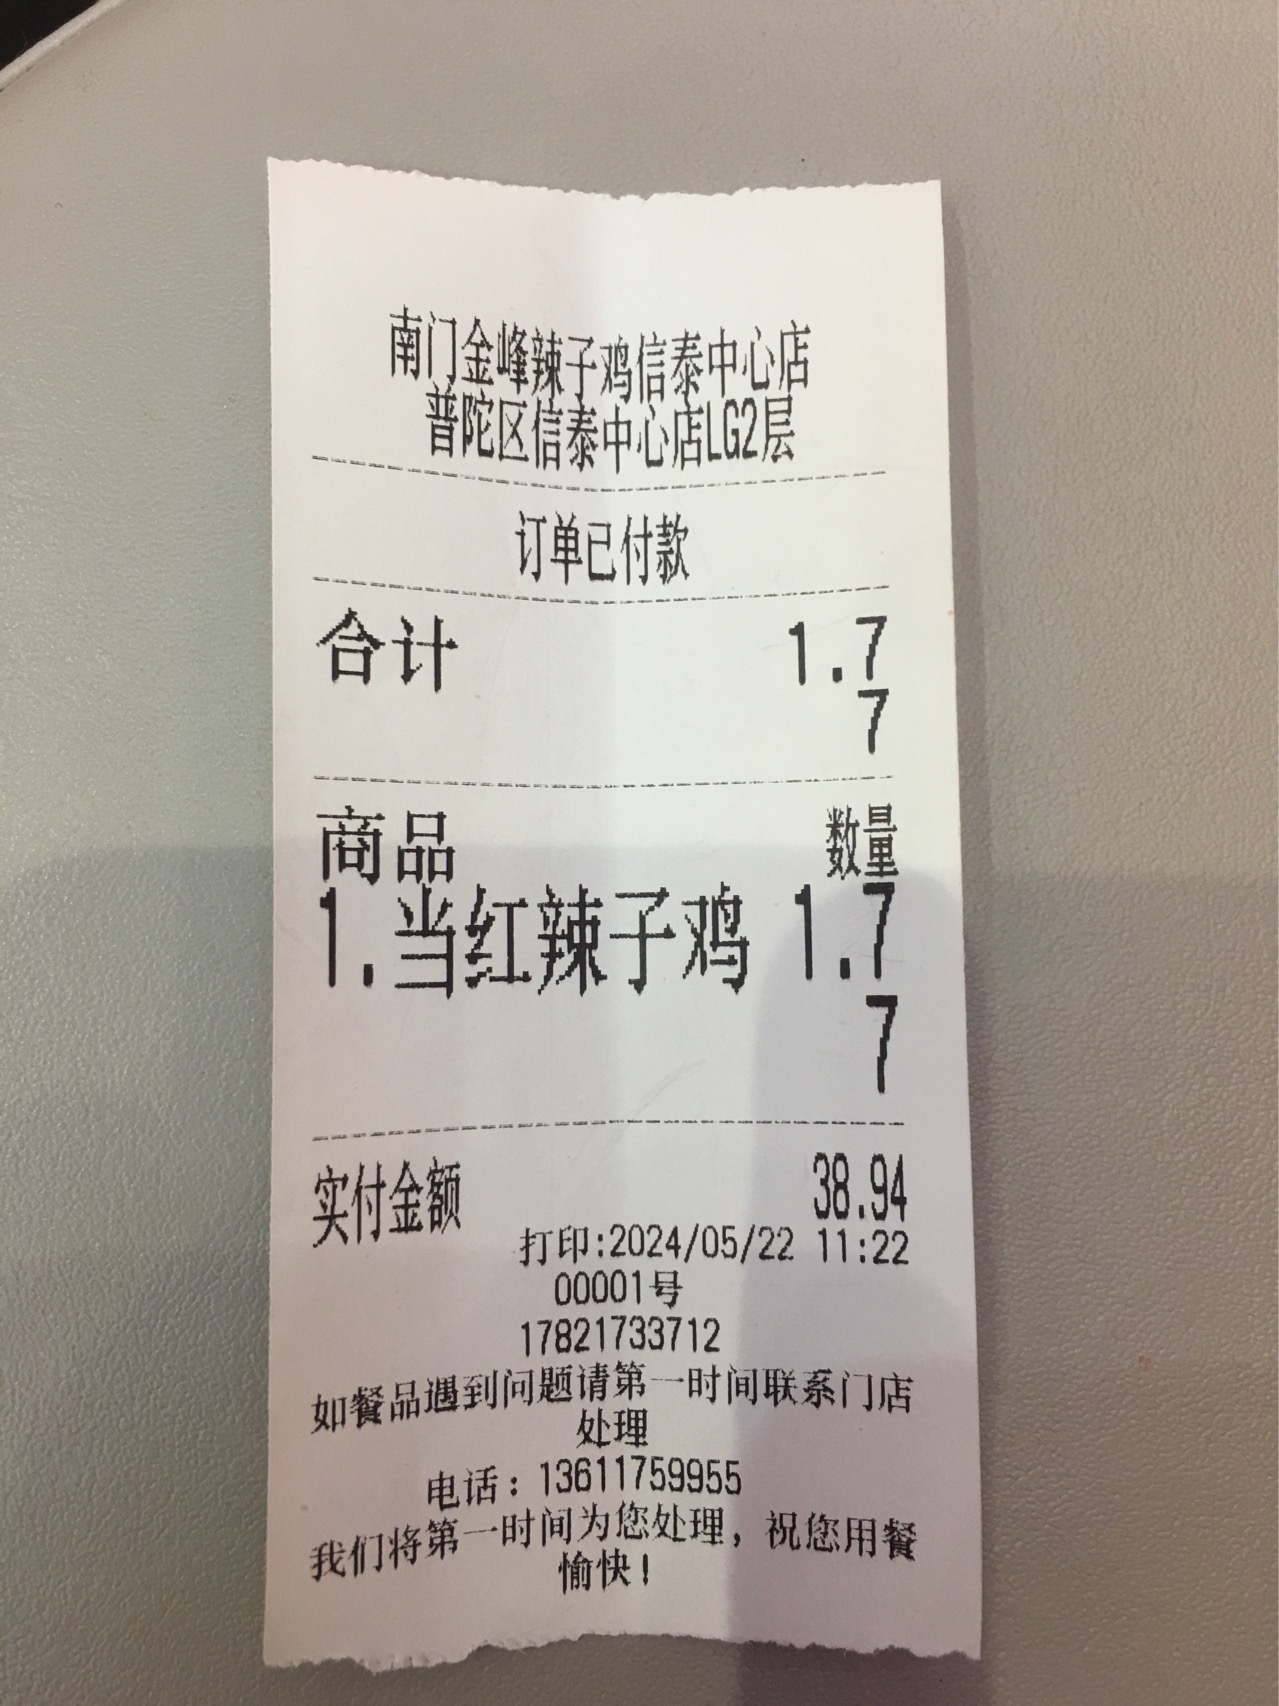 南门金峰辣子鸡信泰中心店
普陀区信泰中心店LG2层
订单已付款
合计 1.7
7
商品 数量
1.当红辣子鸡 1.7
7
实付金额 38.94
打印:2024/05/22 11:22
00001号
17821733712
如餐品遇到问题请第一时间联系门店
处理
电话：13611759955
我们将第一时间为您处理，祝您用餐
愉快！